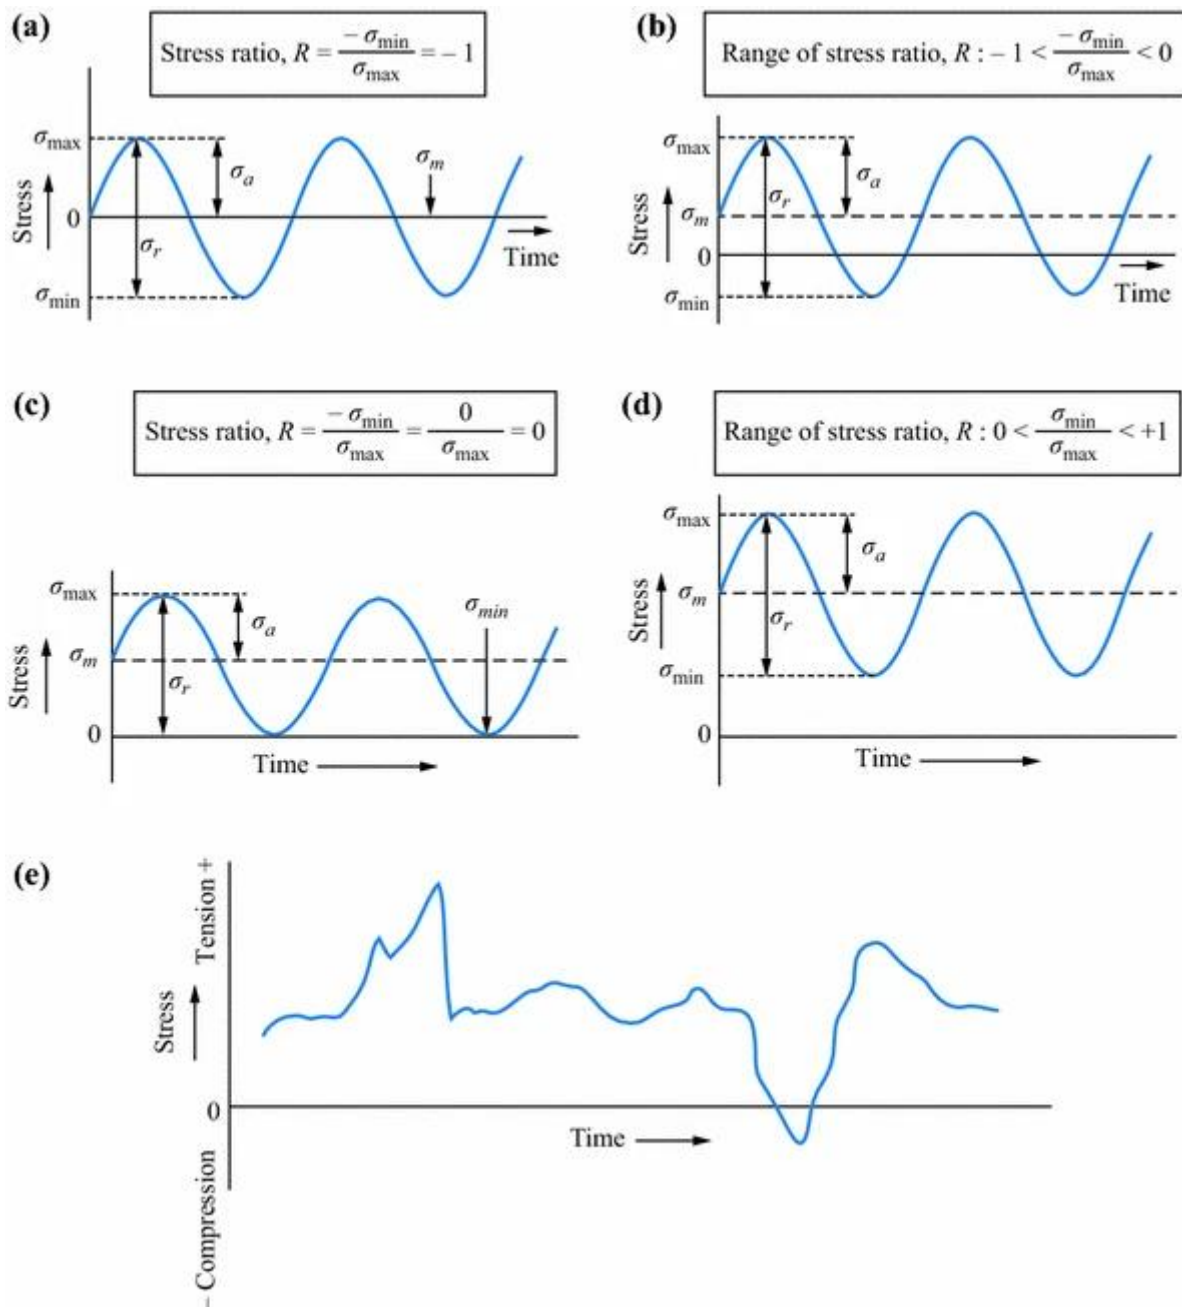 (a)
Stress ratio, R = − σmin / σmax = – 1
σmax
σa
σm
Stress
0
σr
Time
σmin
(b)
Range of stress ratio, R : – 1 < − σmin / σmax < 0
σmax
σa
σr
σm
Stress
0
σmin
Time
(c)
Stress ratio, R = − σmin / σmax = 0 / σmax = 0
σmax
σmin
σa
σm
σr
Stress
0
Time
(d)
Range of stress ratio, R : 0 < σmin / σmax < +1
σmax
σa
σm
Stress
σr
σmin
0
Time
(e)
Tension +
Stress
0
Time
– Compression